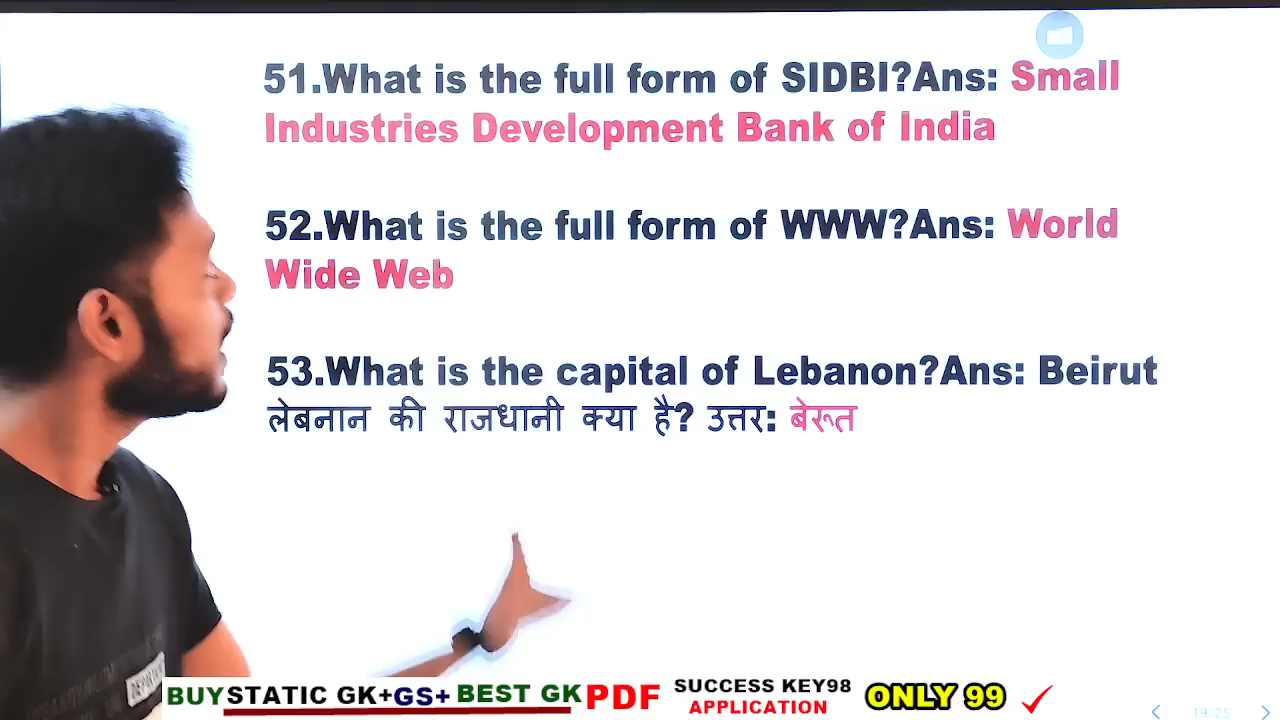 51.What is the full form of SIDBI?Ans: Small
Industries Development Bank of India
52.What is the full form of WWW?Ans: World
Wide Web
53.What is the capital of Lebanon?Ans: Beirut
लेबनान की राजधानी क्या है? उत्तर: बेरूत
BUY STATIC GK+GS+ BEST GK PDF SUCCESS KEY98 APPLICATION ONLY 99
19:25